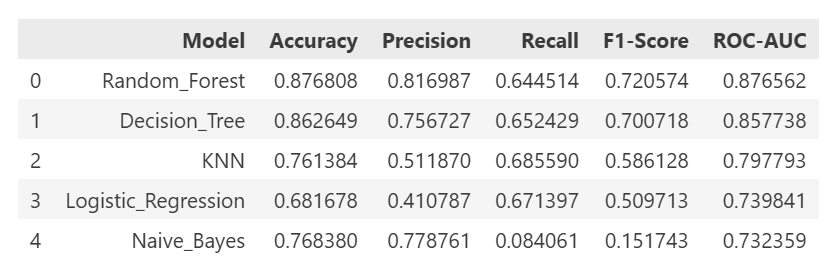 Model Accuracy Precision Recall F1-Score ROC-AUC
0 Random_Forest 0.876808 0.816987 0.644514 0.720574 0.876562
1 Decision_Tree 0.862649 0.756727 0.652429 0.700718 0.857738
2 KNN 0.761384 0.511870 0.685590 0.586128 0.797793
3 Logistic_Regression 0.681678 0.410787 0.671397 0.509713 0.739841
4 Naive_Bayes 0.768380 0.778761 0.084061 0.151743 0.732359